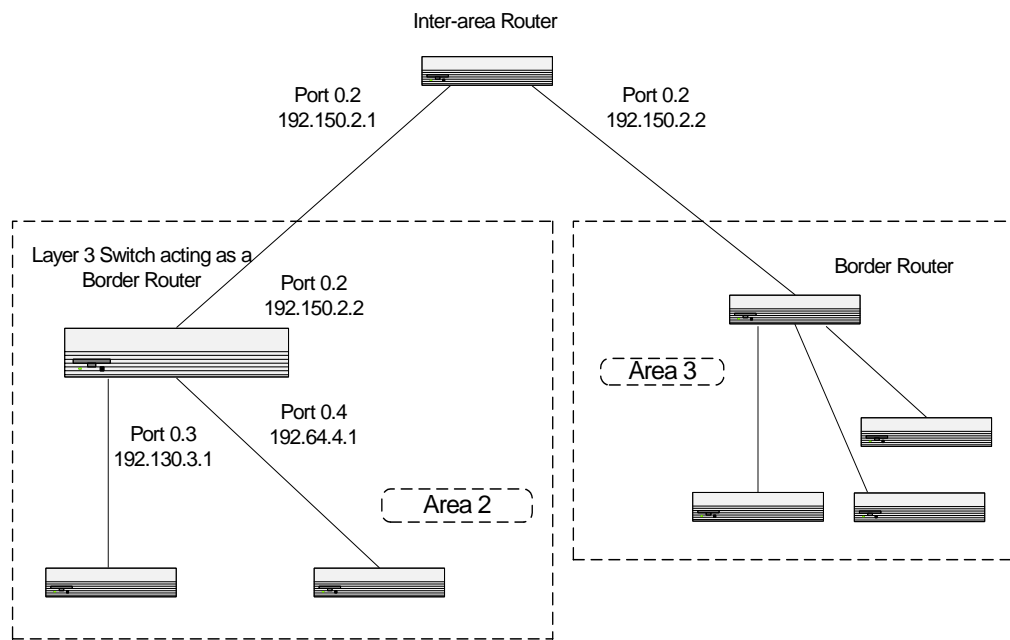 Inter-area Router
Port 0.2
192.150.2.1
Port 0.2
192.150.2.2
Layer 3 Switch acting as a
Border Router
Port 0.2
192.150.2.2
Border Router
Area 3
Port 0.3
192.130.3.1
Port 0.4
192.64.4.1
Area 2